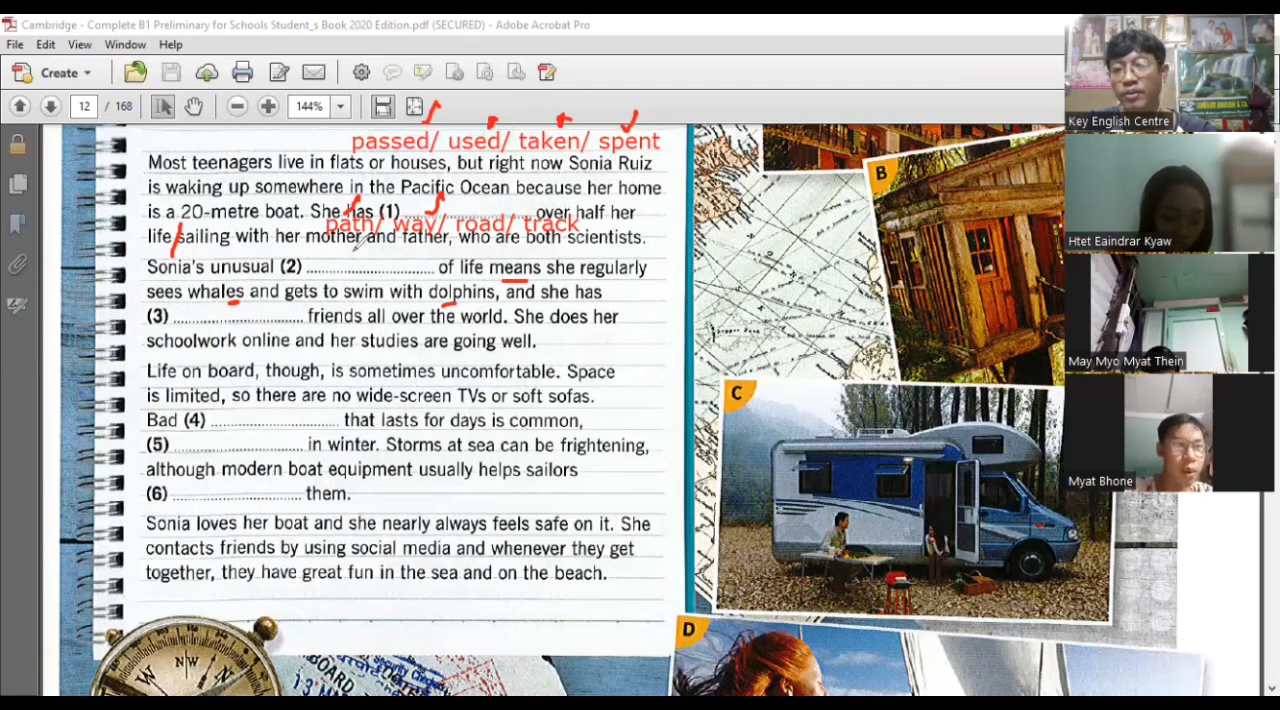 Cambridge - Complete B1 Preliminary for Schools Student_s Book 2020 Edition.pdf (SECURED) - Adobe Acrobat Pro
File Edit View Window Help
Create
12 / 168
144%
passed/ used/ taken/ spent
Most teenagers live in flats or houses, but right now Sonia Ruiz
is waking up somewhere in the Pacific Ocean because her home
is a 20-metre boat. She has (1) .............................. over half her
path/ way/ road/ track
life sailing with her mother and father, who are both scientists.
Sonia's unusual (2) .............................. of life means she regularly
sees whales and gets to swim with dolphins, and she has
(3) .............................. friends all over the world. She does her
schoolwork online and her studies are going well.
Life on board, though, is sometimes uncomfortable. Space
is limited, so there are no wide-screen TVs or soft sofas.
Bad (4) .............................. that lasts for days is common,
(5) .............................. in winter. Storms at sea can be frightening,
although modern boat equipment usually helps sailors
(6) .............................. them.
Sonia loves her boat and she nearly always feels safe on it. She
contacts friends by using social media and whenever they get
together, they have great fun in the sea and on the beach.
B
C
D
W
NW
N
BOARD
13 M
Key English Centre
Htet Eaindrar Kyaw
May Myo Myat Thein
Myat Bhone